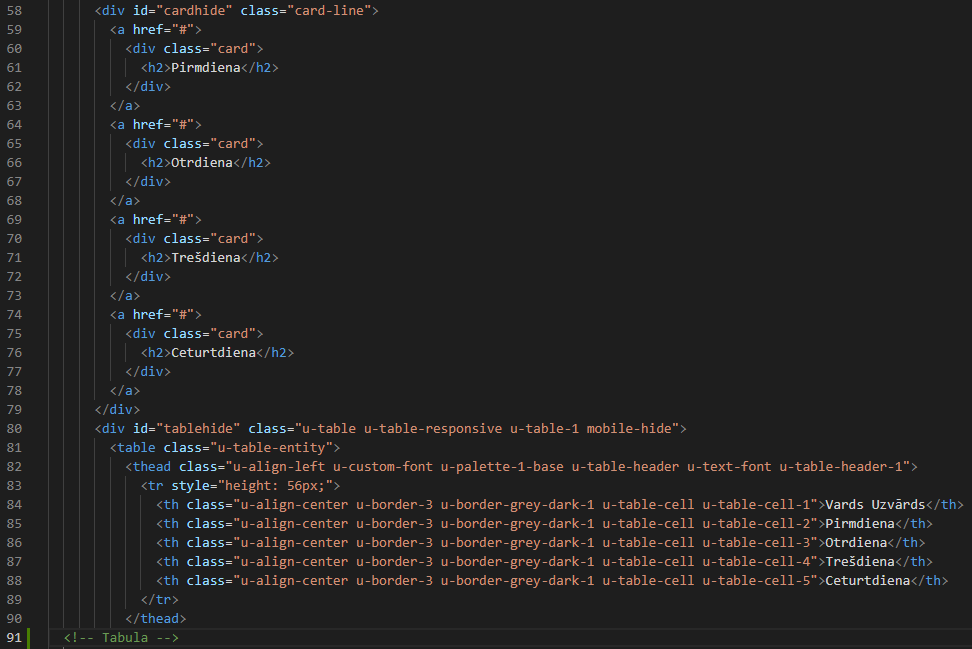 58 <div id="cardhide" class="card-line">
59 <a href="#">
60 <div class="card">
61 <h2>Pirmdiena</h2>
62 </div>
63 </a>
64 <a href="#">
65 <div class="card">
66 <h2>Otrdiena</h2>
67 </div>
68 </a>
69 <a href="#">
70 <div class="card">
71 <h2>Trešdiena</h2>
72 </div>
73 </a>
74 <a href="#">
75 <div class="card">
76 <h2>Ceturtdiena</h2>
77 </div>
78 </a>
79 </div>
80 <div id="tablehide" class="u-table u-table-responsive u-table-1 mobile-hide">
81 <table class="u-table-entity">
82 <thead class="u-align-left u-custom-font u-palette-1-base u-table-header u-text-font u-table-header-1">
83 <tr style="height: 56px;">
84 <th class="u-align-center u-border-3 u-border-grey-dark-1 u-table-cell u-table-cell-1">Vards Uzvārds</th>
85 <th class="u-align-center u-border-3 u-border-grey-dark-1 u-table-cell u-table-cell-2">Pirmdiena</th>
86 <th class="u-align-center u-border-3 u-border-grey-dark-1 u-table-cell u-table-cell-3">Otrdiena</th>
87 <th class="u-align-center u-border-3 u-border-grey-dark-1 u-table-cell u-table-cell-4">Trešdiena</th>
88 <th class="u-align-center u-border-3 u-border-grey-dark-1 u-table-cell u-table-cell-5">Ceturtdiena</th>
89 </tr>
90 </thead>
91 <!-- Tabula -->